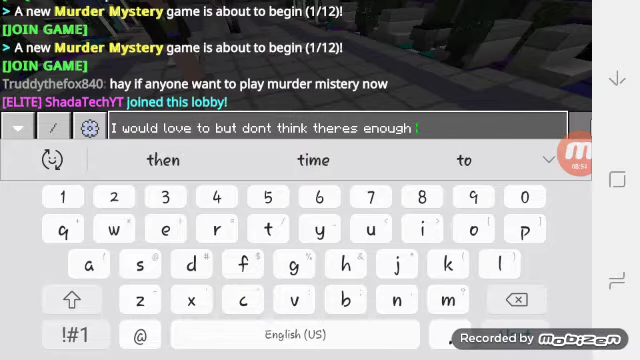 > A new Murder Mystery game is about to begin (1/12)!
[JOIN GAME]
> A new Murder Mystery game is about to begin (1/12)!
[JOIN GAME]
Truddythefox840: hay if anyone want to play murder mistery now
[ELITE] ShadaTechYT joined this lobby!
/ I would love to but dont think theres enough
then time to
08:54
1 2 3 4 5 6 7 8 9 0
q w e r t y u i o p
a s d f g h j k l
z x c v b n m
!#1 @ English (US) .
Recorded by mobizen